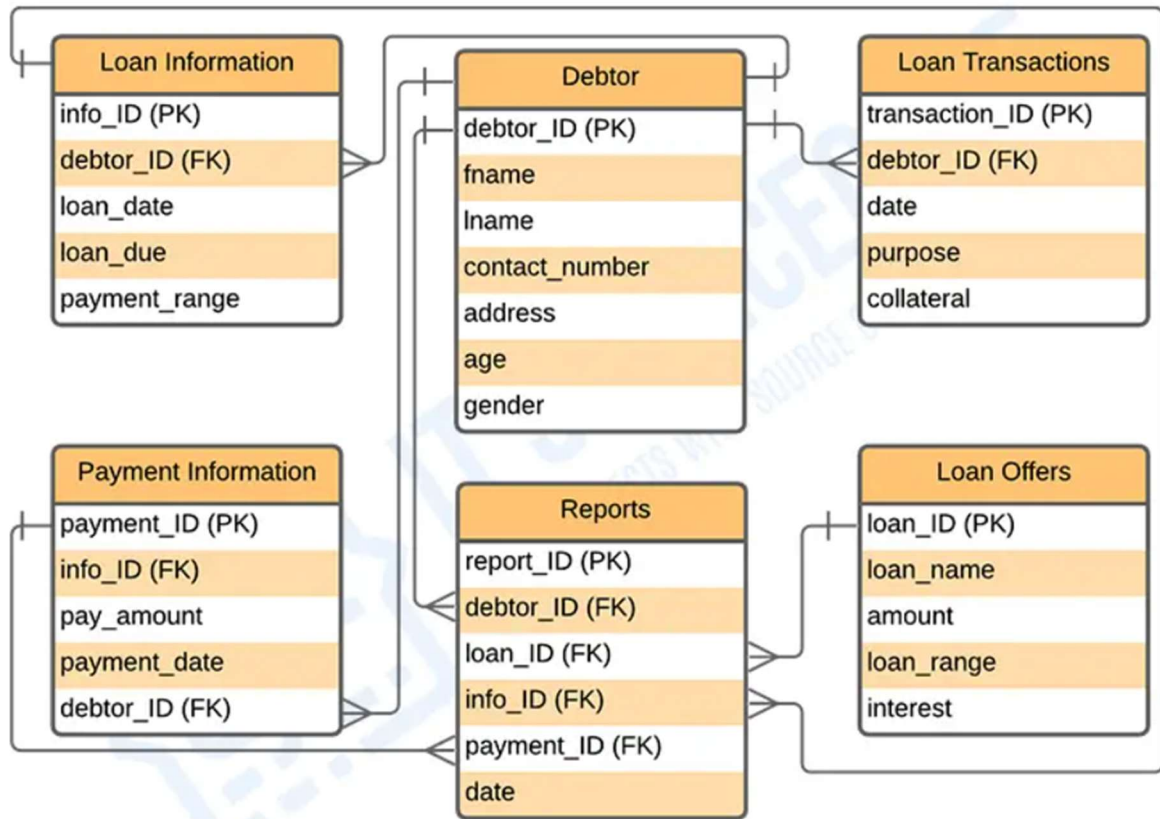 Loan Information
info_ID (PK)
debtor_ID (FK)
loan_date
loan_due
payment_range
Debtor
debtor_ID (PK)
fname
lname
contact_number
address
age
gender
Loan Transactions
transaction_ID (PK)
debtor_ID (FK)
date
purpose
collateral
Payment Information
payment_ID (PK)
info_ID (FK)
pay_amount
payment_date
debtor_ID (FK)
Reports
report_ID (PK)
debtor_ID (FK)
loan_ID (FK)
info_ID (FK)
payment_ID (FK)
date
Loan Offers
loan_ID (PK)
loan_name
amount
loan_range
interest
IT
SOURCE